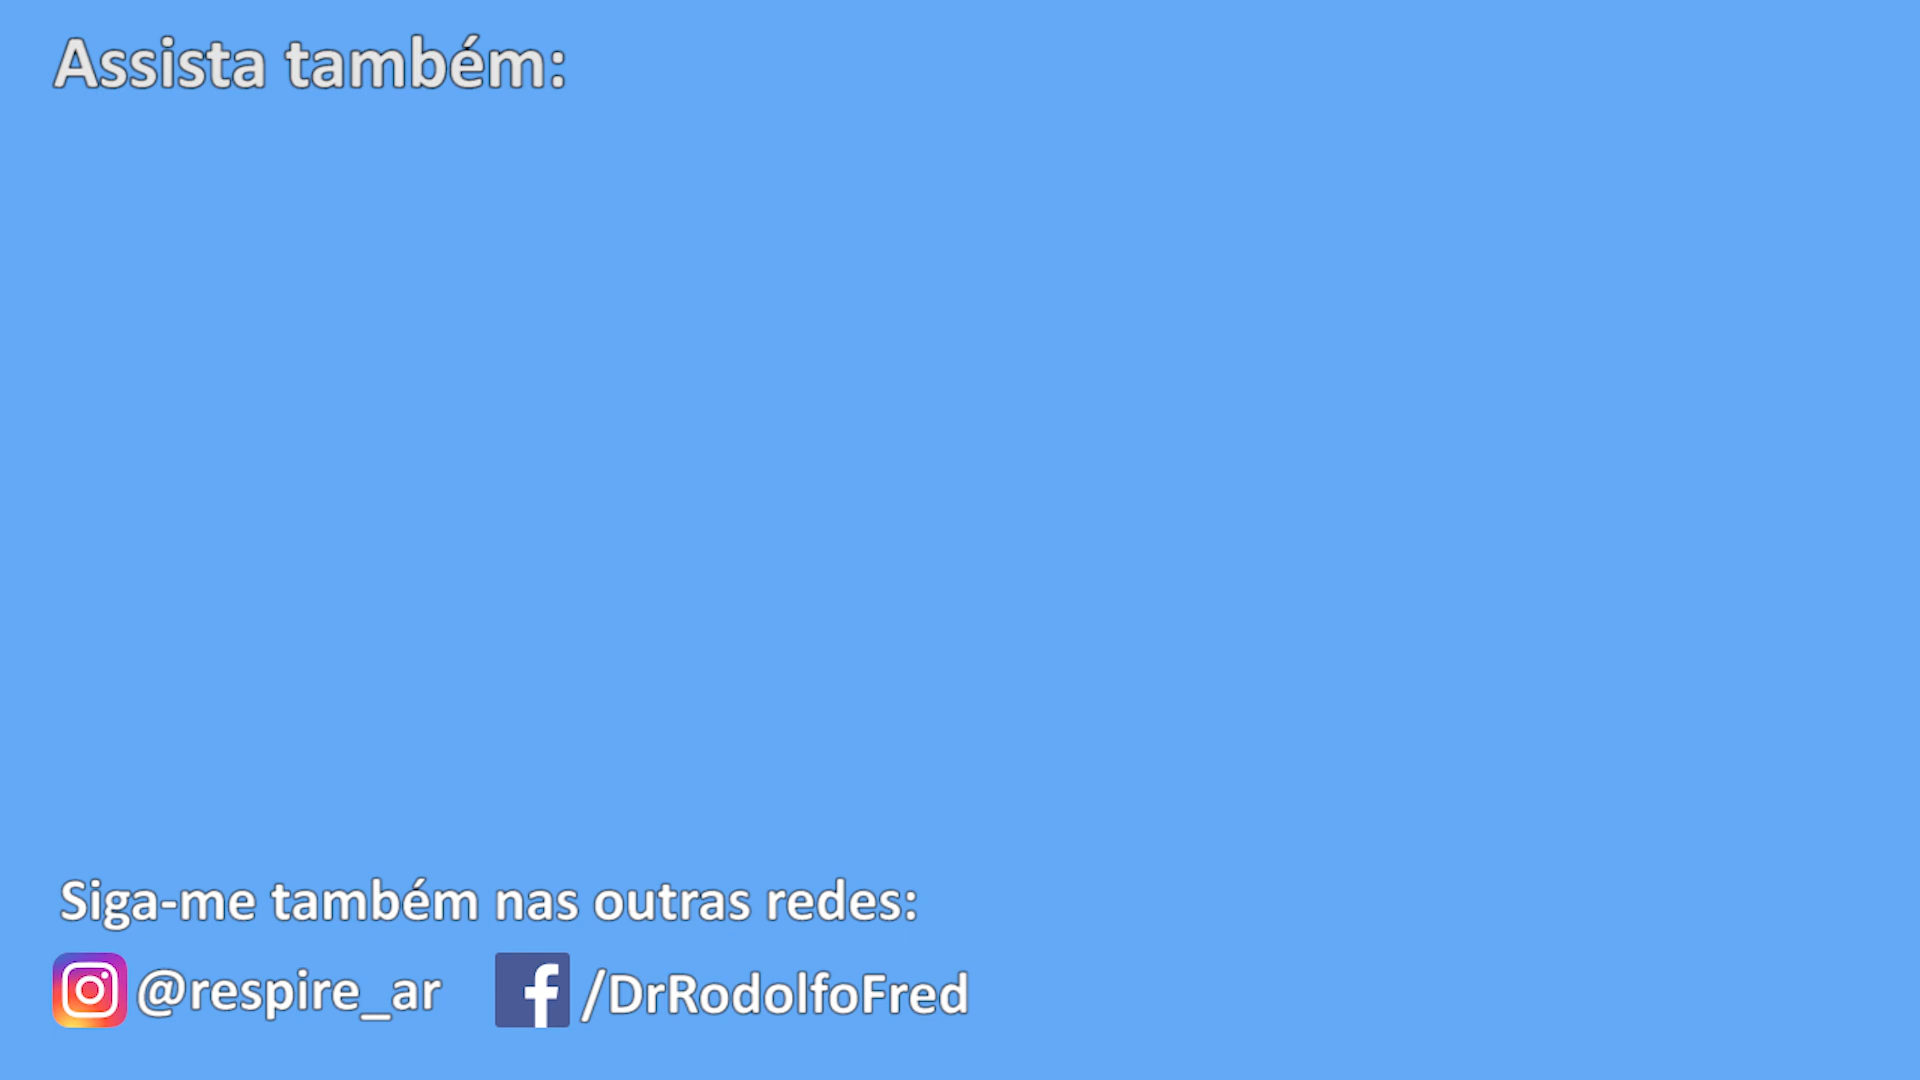 Assista também:
Siga-me também nas outras redes:
@respire_ar /DrRodolfoFred